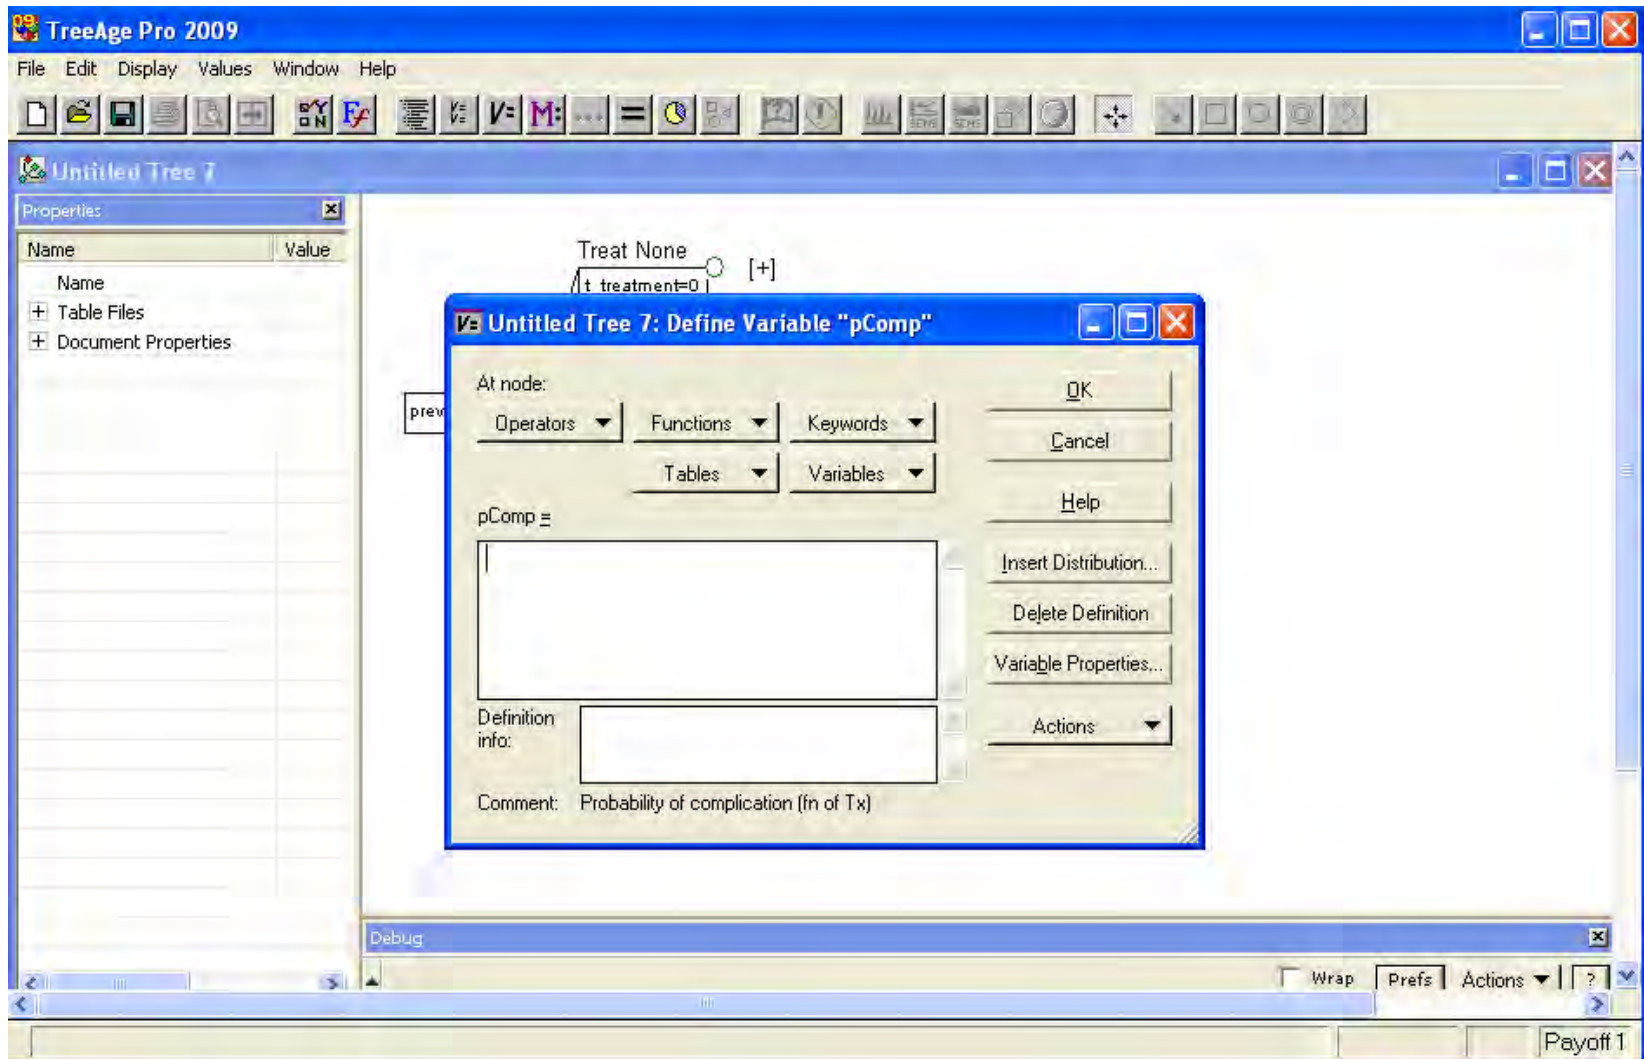 TreeAge Pro 2009
File Edit Display Values Window Help
Untitled Tree 7
Properties
Name Value
Name
Table Files
Document Properties
Treat None
[+]
t_treatment=0
prev
Untitled Tree 7: Define Variable "pComp"
At node:
Operators Functions Keywords
Tables Variables
OK
Cancel
Help
pComp =
Insert Distribution...
Delete Definition
Variable Properties...
Actions
Definition
info:
Comment: Probability of complication (fn of Tx)
Debug
Wrap Prefs Actions ?
Payoff 1